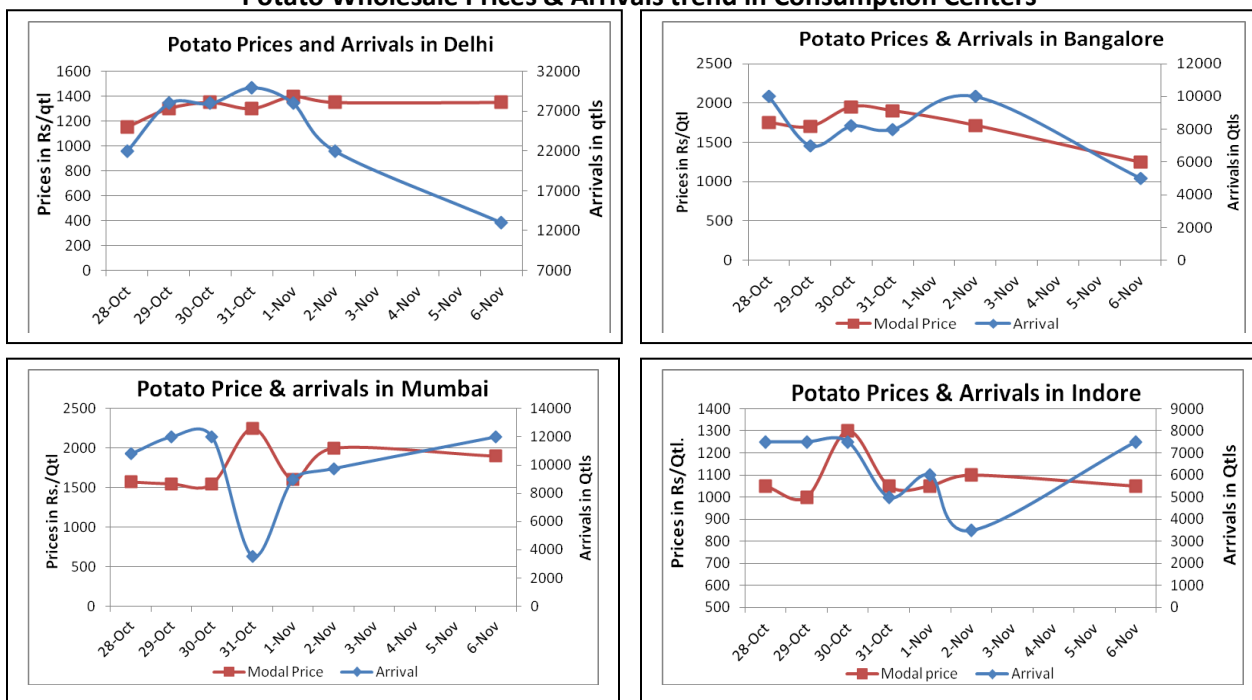 Potato Wholesale Prices & Arrivals trend in Consumption Centers
Potato Prices and Arrivals in Delhi
Prices in Rs/qtl
1600
1400
1200
1000
800
600
400
200
0
32000
27000
22000
17000
12000
7000
Arrivals in qtls
28-Oct
29-Oct
30-Oct
31-Oct
1-Nov
2-Nov
3-Nov
4-Nov
5-Nov
6-Nov
Potato Prices & Arrivals in Bangalore
Prices in Rs/Qtl
2500
2000
1500
1000
500
0
12000
10000
8000
6000
4000
2000
0
Arrivals in Qtls
28-Oct
29-Oct
30-Oct
31-Oct
1-Nov
2-Nov
3-Nov
4-Nov
5-Nov
6-Nov
Modal Price
Arrival
Potato Price & arrivals in Mumbai
Prices in Rs./Qtl
2500
2000
1500
1000
500
0
14000
12000
10000
8000
6000
4000
2000
0
Arrivals in Qtls
28-Oct
29-Oct
30-Oct
31-Oct
1-Nov
2-Nov
3-Nov
4-Nov
5-Nov
6-Nov
Modal Price
Arrival
Potato Prices & Arrivals in Indore
Prices in Rs/Qtl.
1400
1300
1200
1100
1000
900
800
700
600
500
9000
8000
7000
6000
5000
4000
3000
2000
1000
0
Arrivals in Qtls
28-Oct
29-Oct
30-Oct
31-Oct
1-Nov
2-Nov
3-Nov
4-Nov
5-Nov
6-Nov
Modal price
Arrival